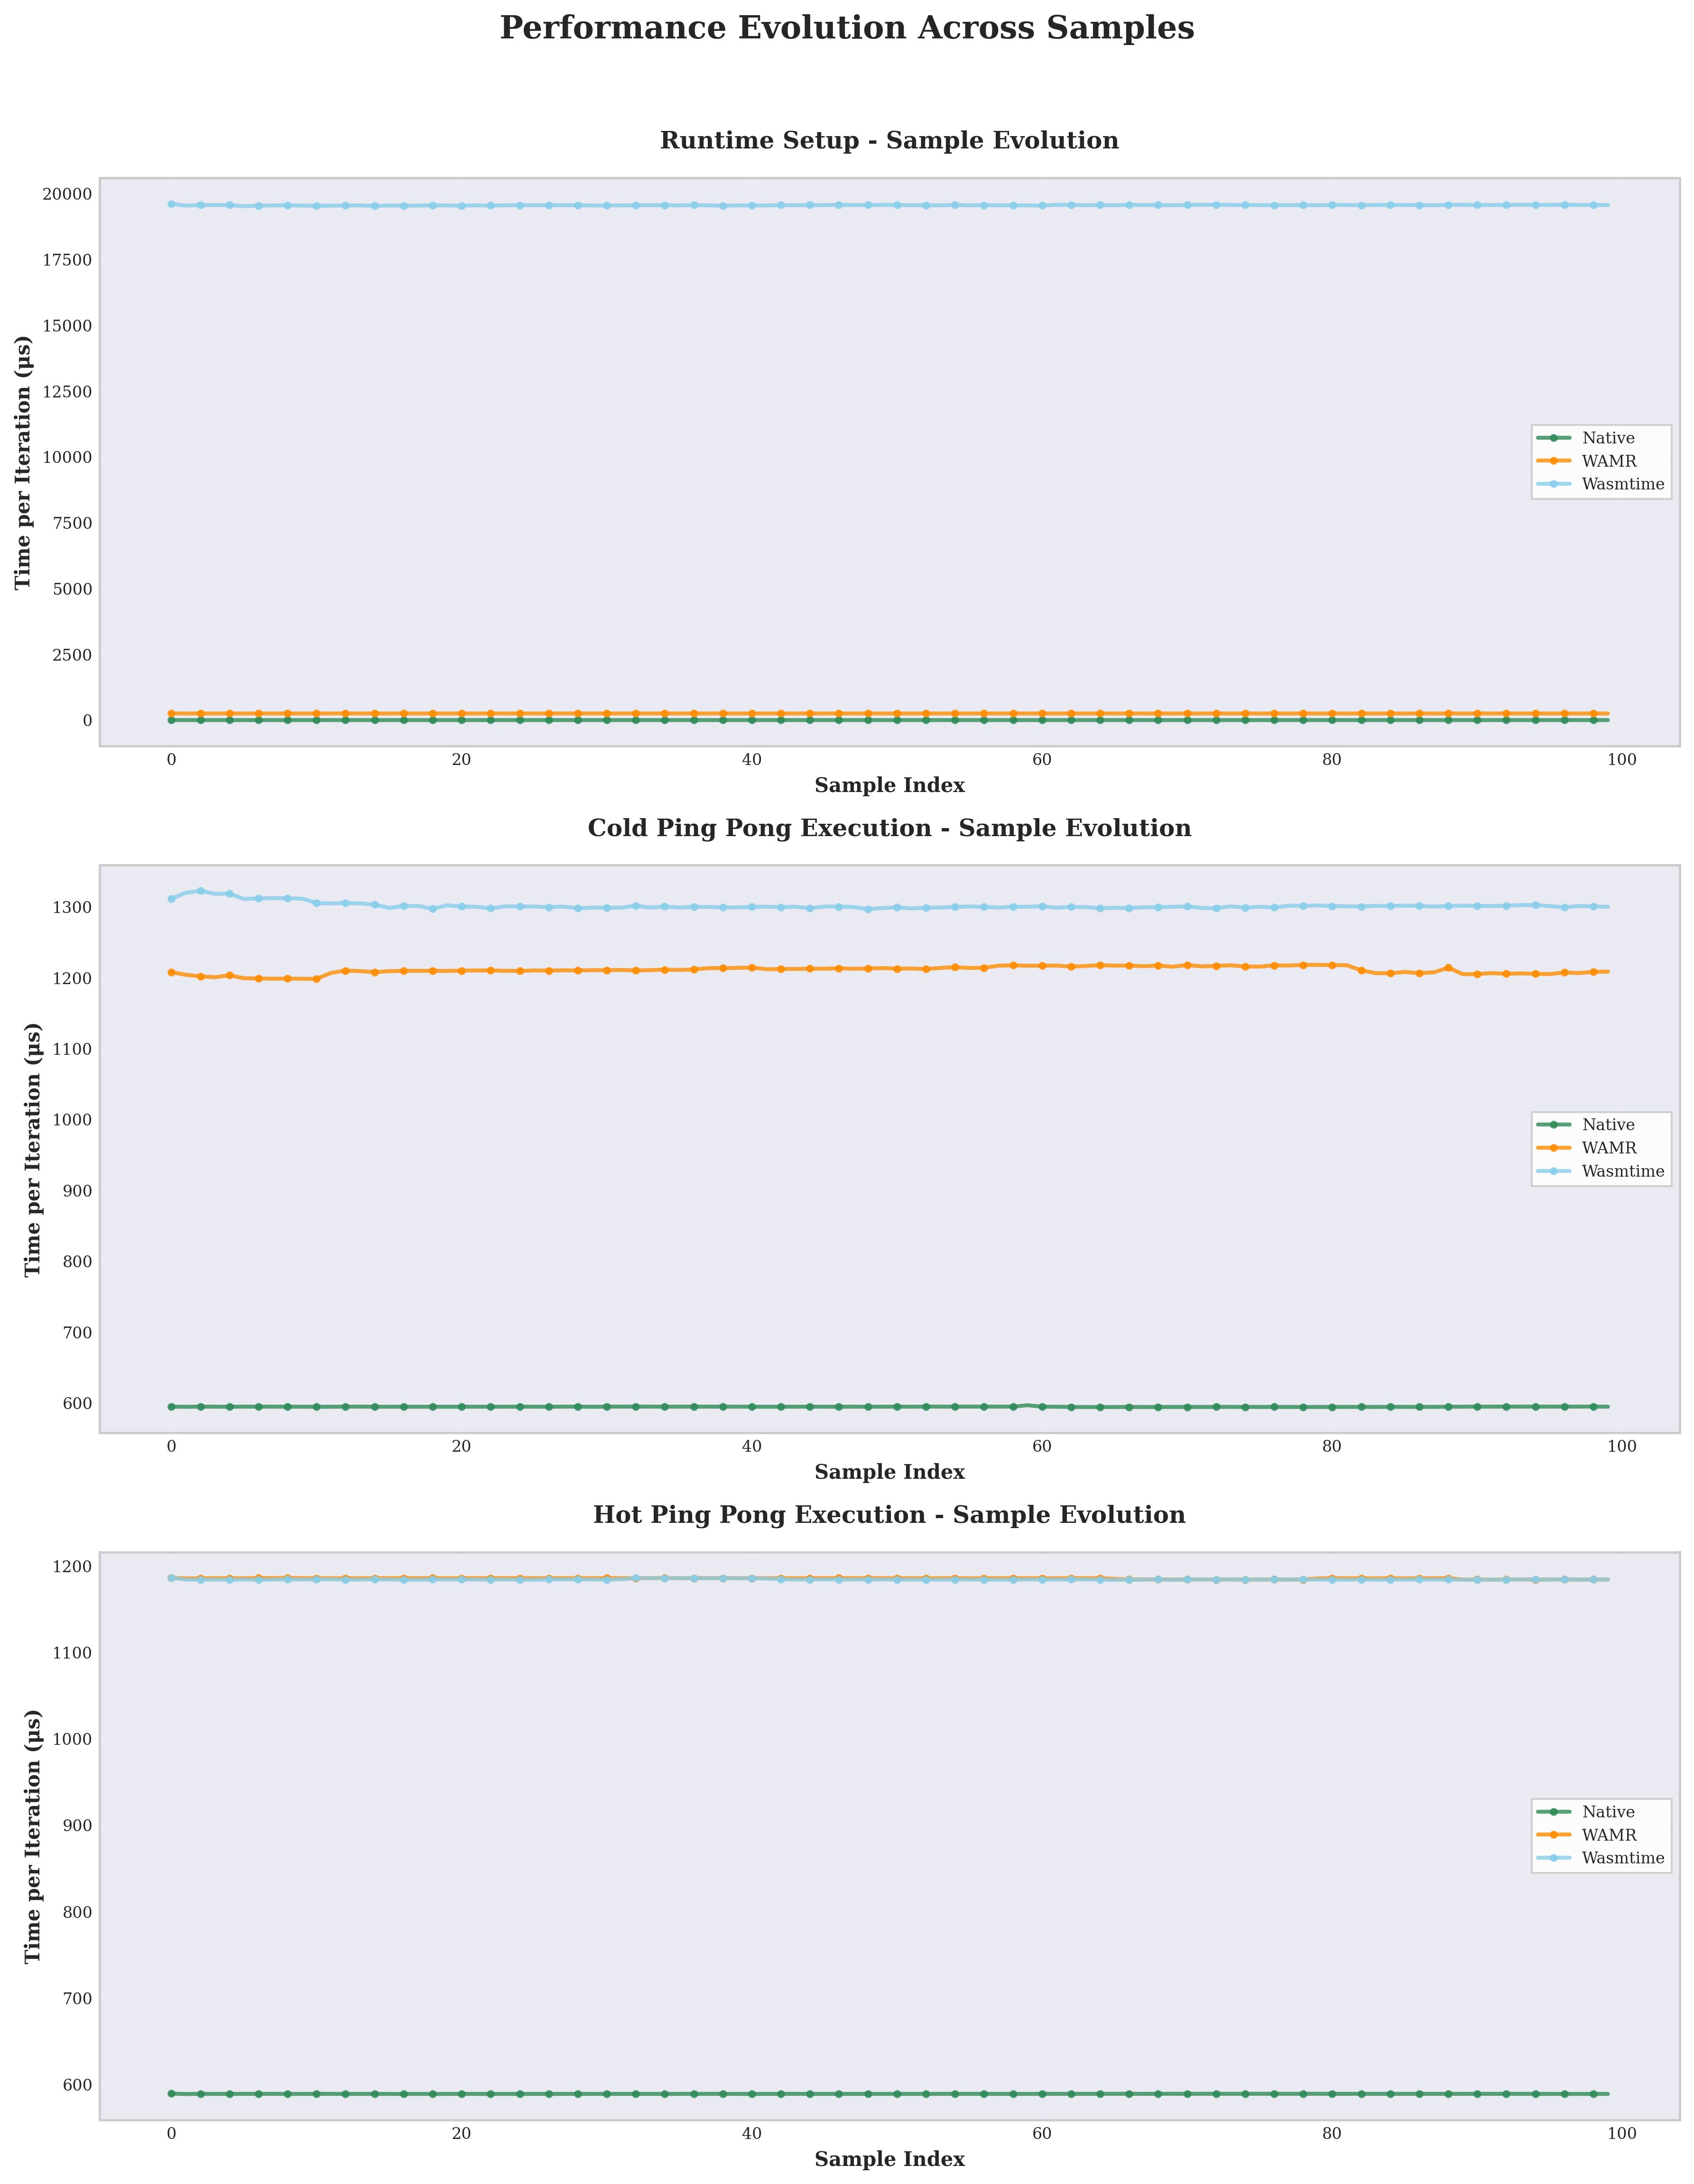 Performance Evolution Across Samples
Runtime Setup - Sample Evolution
Time per Iteration (µs)
20000
17500
15000
12500
10000
7500
5000
2500
0
0 20 40 60 80 100
Sample Index
Native
WAMR
Wasmtime
Cold Ping Pong Execution - Sample Evolution
Time per Iteration (µs)
1300
1200
1100
1000
900
800
700
600
0 20 40 60 80 100
Sample Index
Native
WAMR
Wasmtime
Hot Ping Pong Execution - Sample Evolution
Time per Iteration (µs)
1200
1100
1000
900
800
700
600
0 20 40 60 80 100
Sample Index
Native
WAMR
Wasmtime